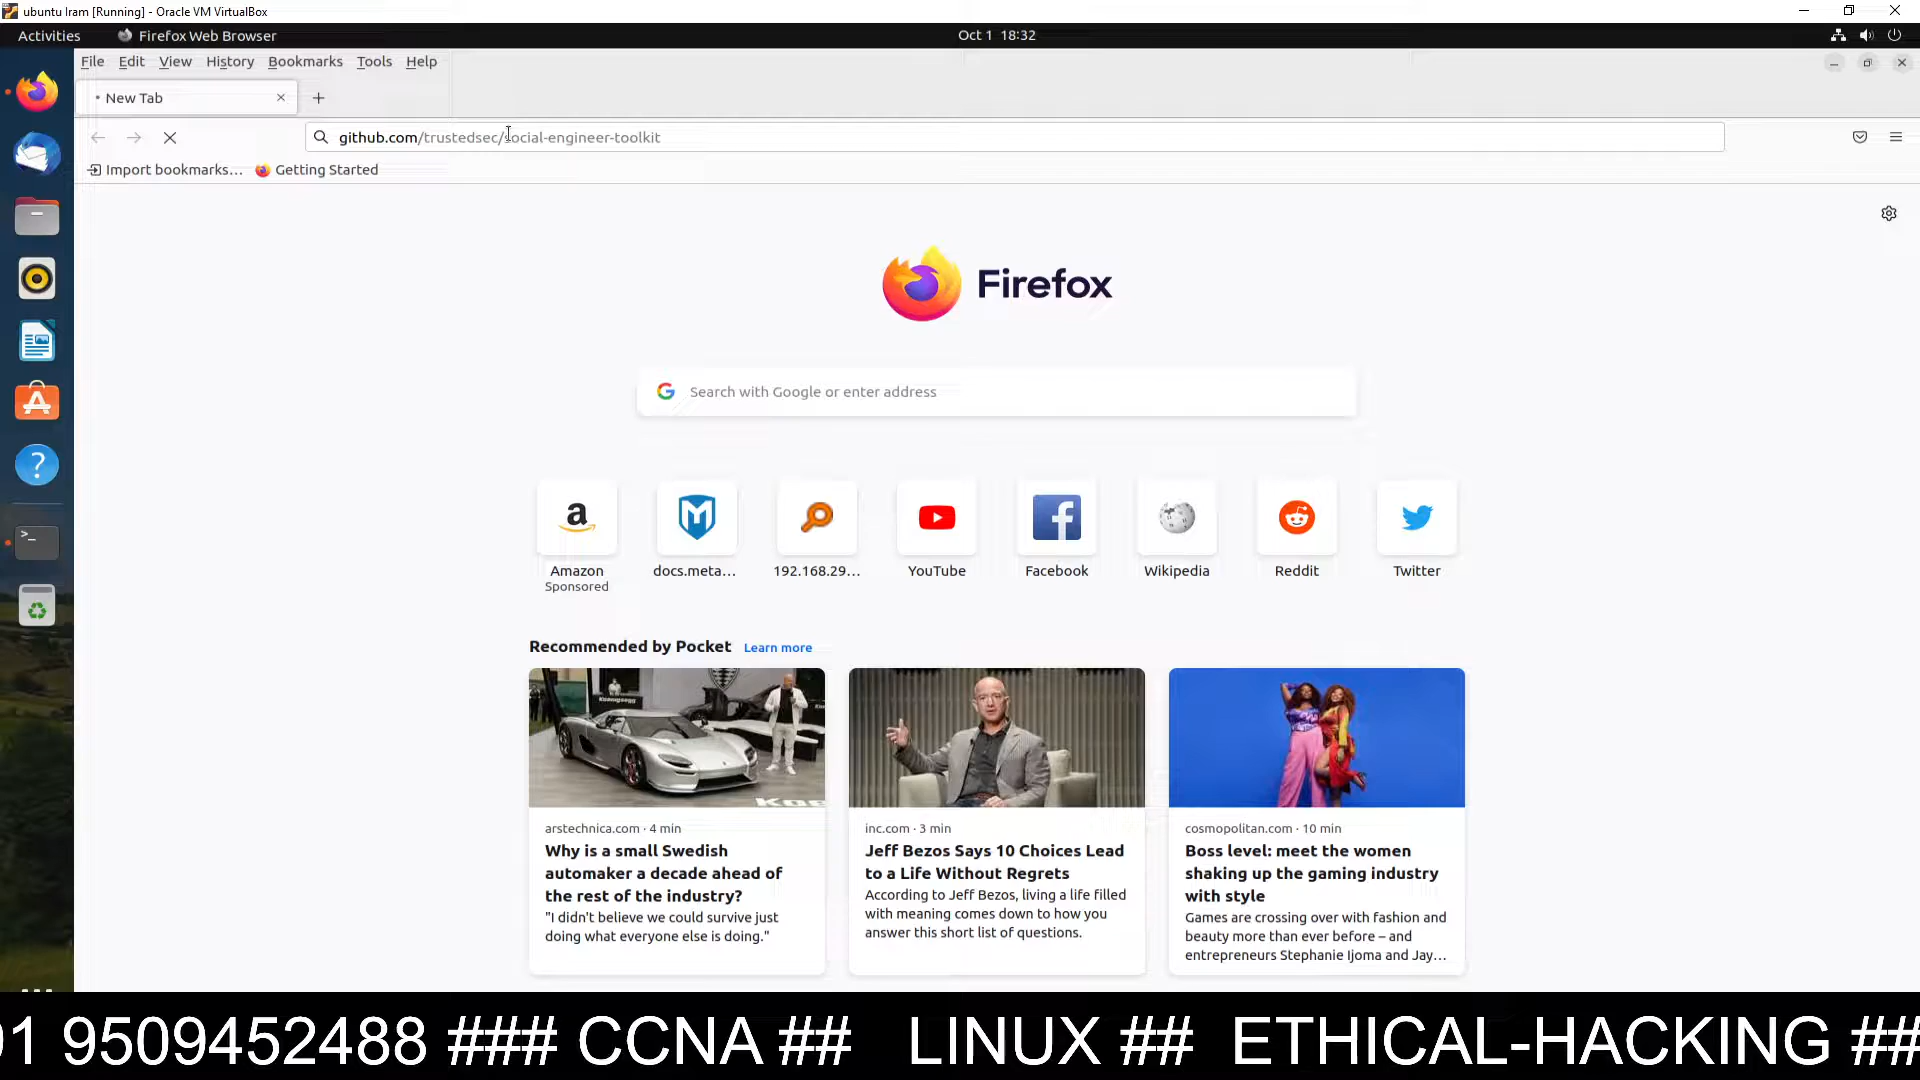 ubuntu Iram [Running] - Oracle VM VirtualBox
Activities
Firefox Web Browser
Oct 1 18:32
File Edit View History Bookmarks Tools Help
New Tab
github.com/trustedsec/social-engineer-toolkit
Import bookmarks...
Getting Started
Firefox
Search with Google or enter address
Amazon
Sponsored
docs.meta...
192.168.29...
YouTube
Facebook
Wikipedia
Reddit
Twitter
Recommended by Pocket Learn more
Koenigsegg
arstechnica.com · 4 min
Why is a small Swedish
automaker a decade ahead of
the rest of the industry?
"I didn't believe we could survive just
doing what everyone else is doing."
inc.com · 3 min
Jeff Bezos Says 10 Choices Lead
to a Life Without Regrets
According to Jeff Bezos, living a life filled
with meaning comes down to how you
answer this short list of questions.
cosmopolitan.com · 10 min
Boss level: meet the women
shaking up the gaming industry
with style
Games are crossing over with fashion and
beauty more than ever before – and
entrepreneurs Stephanie Ijoma and Jay...
91 9509452488 ### CCNA ## LINUX ## ETHICAL-HACKING ##